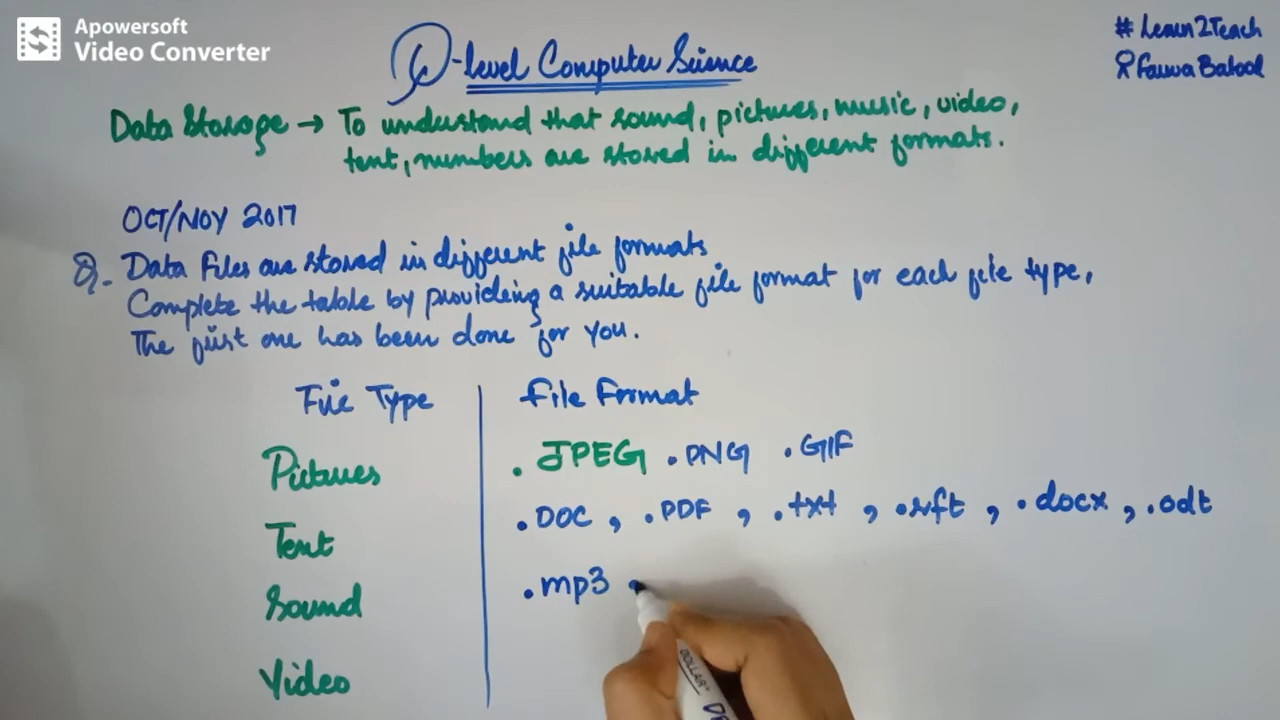 Apowersoft
Video Converter
# Learn2Teach
Fauwa Batool
O-level Computer Science
Data Storage → To understand that sound, pictures, music, video,
text, numbers are stored in different formats.
OCT/NOV 2017
Q. Data Files are stored in different file formats
Complete the table by providing a suitable file format for each file type,
The first one has been done for you.
File Type File Format
Pictures .JPEG .PNG .GIF
Text .DOC , .PDF , .txt , .rft , .docx , .odt
Sound .mp3 .
Video
DOLLAR